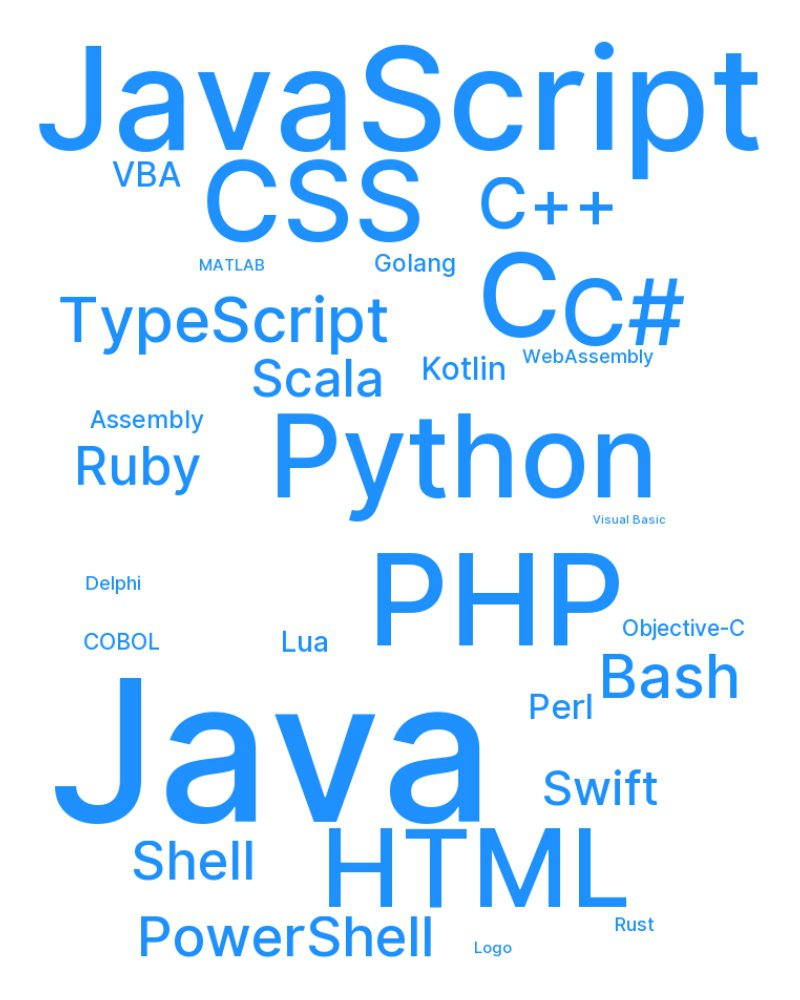 JavaScript
VBA
CSS
C++
MATLAB
Golang
C
C#
TypeScript
WebAssembly
Scala
Kotlin
Assembly
Python
Ruby
Visual Basic
PHP
Delphi
Objective-C
COBOL
Lua
Bash
Perl
Java
Swift
Shell
HTML
PowerShell
Rust
Logo